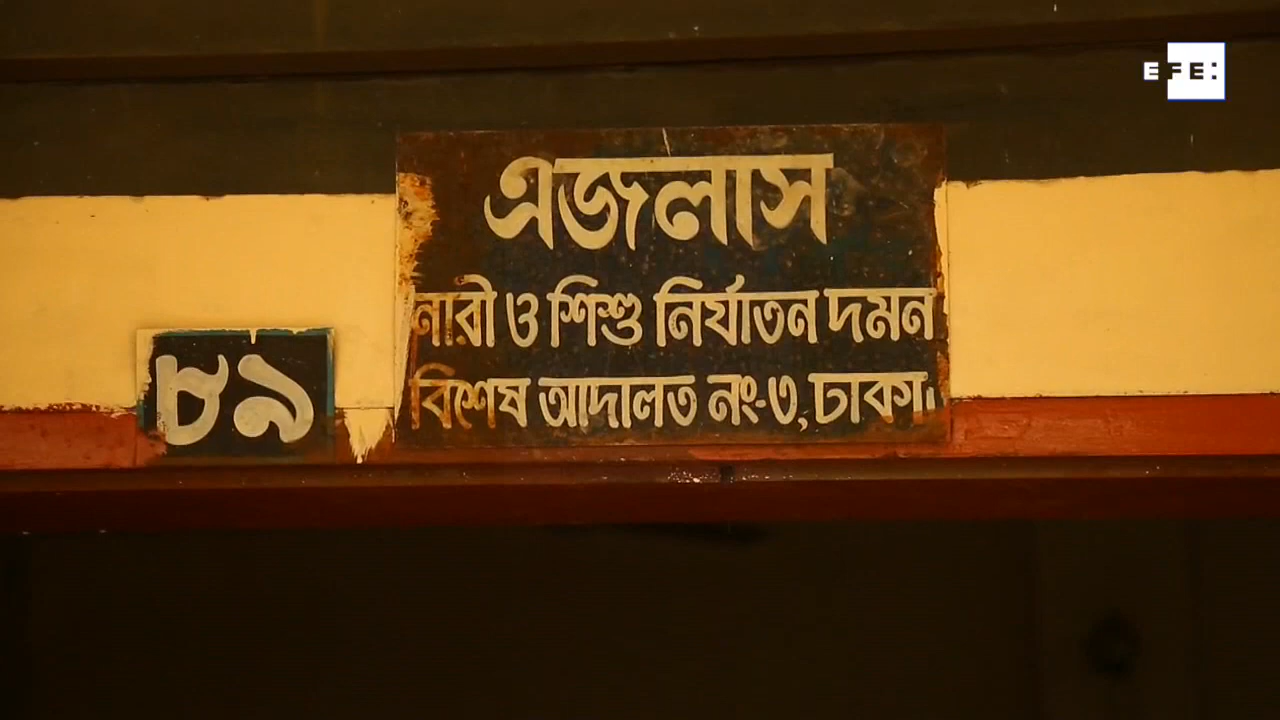 EFE:
এজলাস
নারী ও শিশু নির্যাতন দমন
বিশেষ আদালত নং-৩, ঢাকা।
৮৯